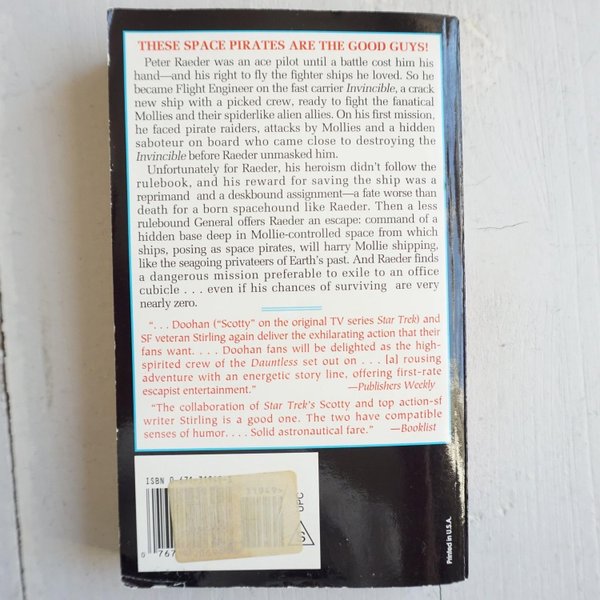 THESE SPACE PIRATES ARE THE GOOD GUYS!
Peter Raeder was an ace pilot until a battle cost him his
hand—and his right to fly the fighter ships he loved. So he
became Flight Engineer on the fast carrier Invincible, a crack
new ship with a picked crew, ready to fight the fanatical
Mollies and their spiderlike alien allies. On his first mission,
he faced pirate raiders, attacks by Mollies and a hidden
saboteur on board who came close to destroying the
Invincible before Raeder unmasked him.
Unfortunately for Raeder, his heroism didn't follow the
rulebook, and his reward for saving the ship was a
reprimand and a deskbound assignment—a fate worse than
death for a born spacehound like Raeder. Then a less
rulebound General offers Raeder an escape: command of a
hidden base deep in Mollie-controlled space from which
ships, posing as space pirates, will harry Mollie shipping,
like the seagoing privateers of Earth's past. And Raeder finds
a dangerous mission preferable to exile to an office
cubicle . . . even if his chances of surviving are very
nearly zero.
". . . Doohan ("Scotty" on the original TV series Star Trek) and
SF veteran Stirling again deliver the exhilarating action that their
fans want. . . . Doohan fans will be delighted as the high-
spirited crew of the Dauntless set out on . . . [a] rousing
adventure with an energetic story line, offering first-rate
escapist entertainment." —Publishers Weekly
"The collaboration of Star Trek's Scotty and top action-sf
writer Stirling is a good one. The two have compatible
senses of humor. . . . Solid astronautical fare." —Booklist
ISBN
UPC
S
0 767
Printed in U.S.A.